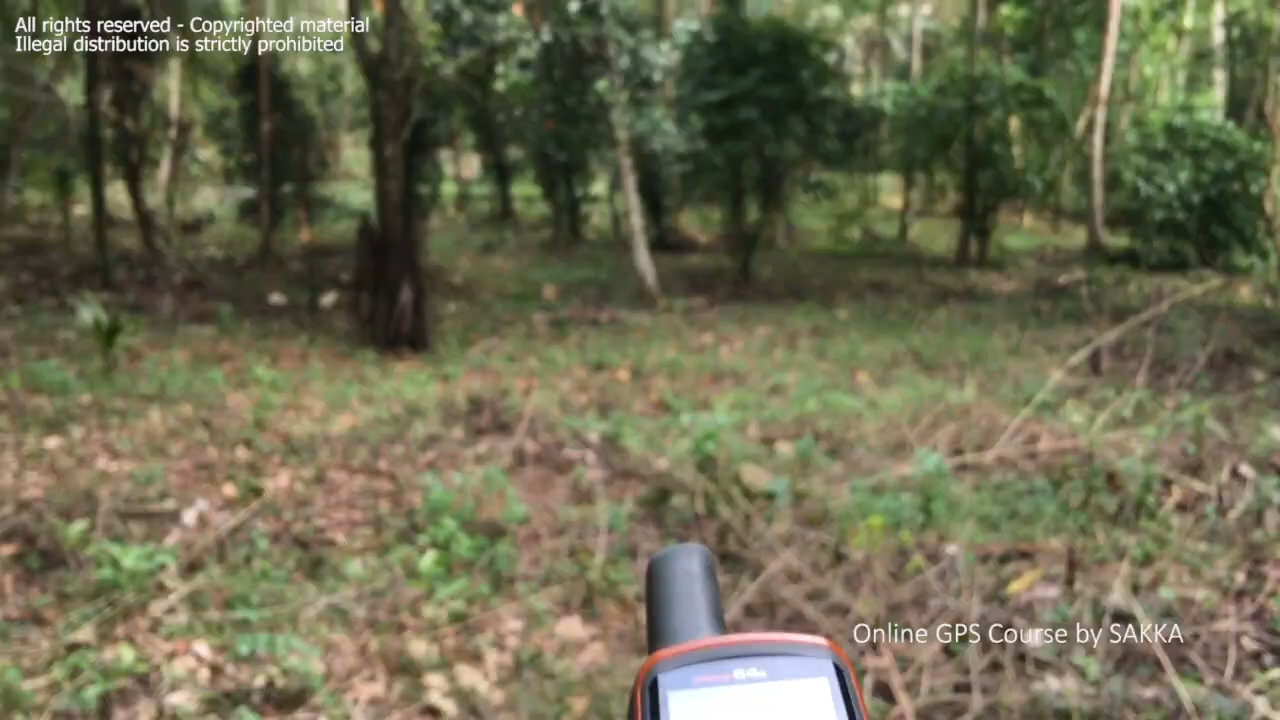 All rights reserved - Copyrighted material
Illegal distribution is strictly prohibited
Online GPS Course by SAKKA